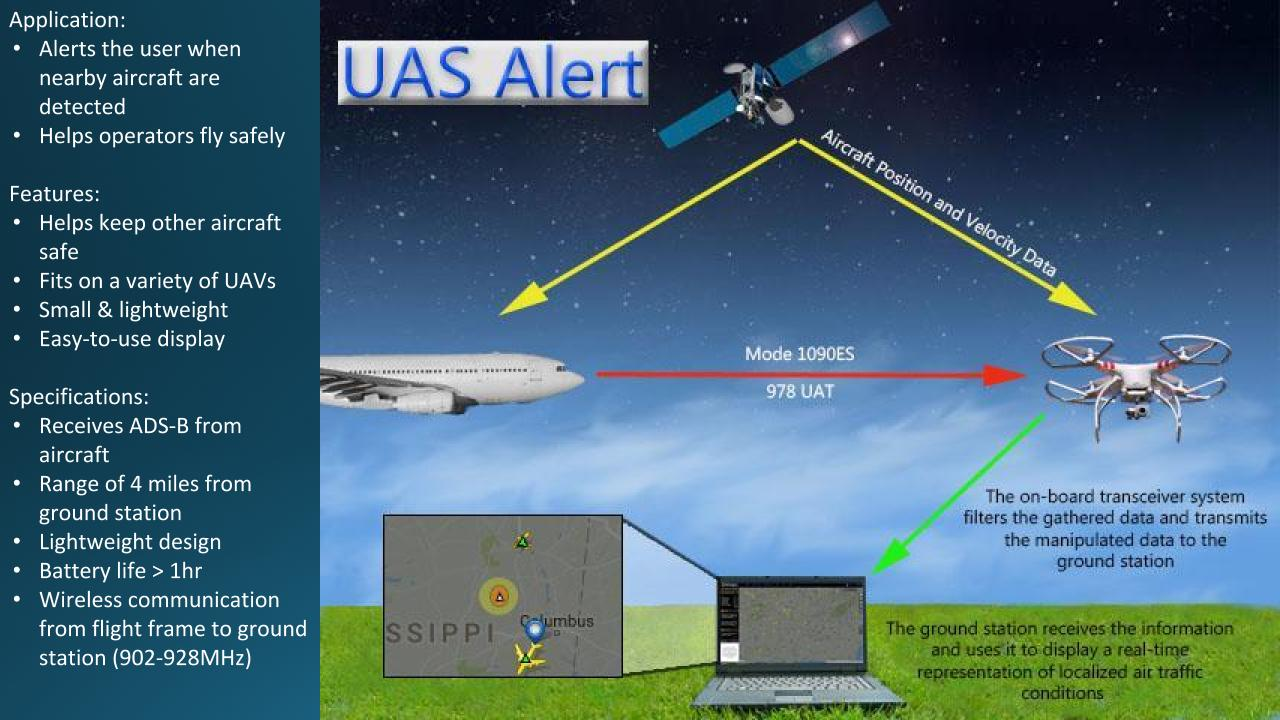 Application:
• Alerts the user when
nearby aircraft are
detected
• Helps operators fly safely
Features:
• Helps keep other aircraft
safe
• Fits on a variety of UAVs
• Small & lightweight
• Easy-to-use display
Specifications:
• Receives ADS-B from
aircraft
• Range of 4 miles from
ground station
• Lightweight design
• Battery life > 1hr
• Wireless communication
from flight frame to ground
station (902-928MHz)
UAS Alert
Aircraft Position and Velocity Data
Mode 1090ES
978 UAT
The on-board transceiver system
filters the gathered data and transmits
the manipulated data to the
ground station
Columbus
SSIPPI
The ground station receives the information
and uses it to display a real-time
representation of localized air traffic
conditions